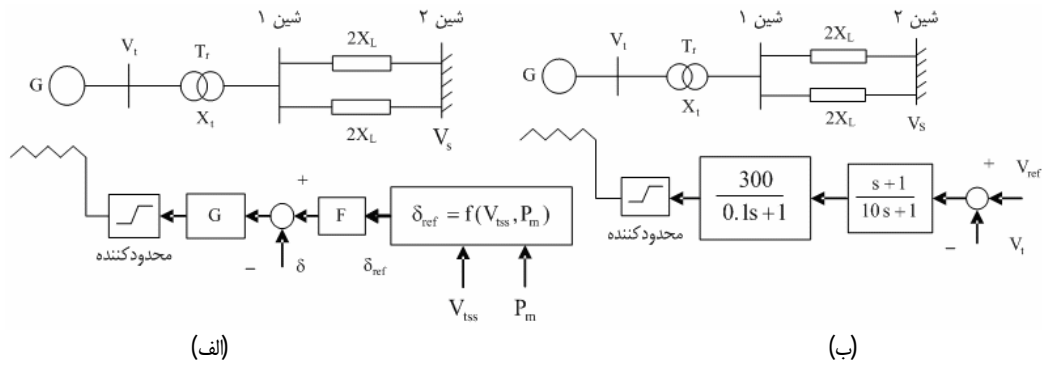 شین ۱
شین ۲
V_t
T_r
2X_L
G
X_t
2X_L
V_s
+
G
F
δ_ref = f(V_tss, P_m)
محدودکننده
−
δ
δ_ref
V_tss
P_m
(الف)
شین ۱
شین ۲
V_t
T_r
2X_L
G
X_t
2X_L
V_s
+
V_ref
300
0.1s+1
s+1
10s+1
محدودکننده
−
V_t
(ب)